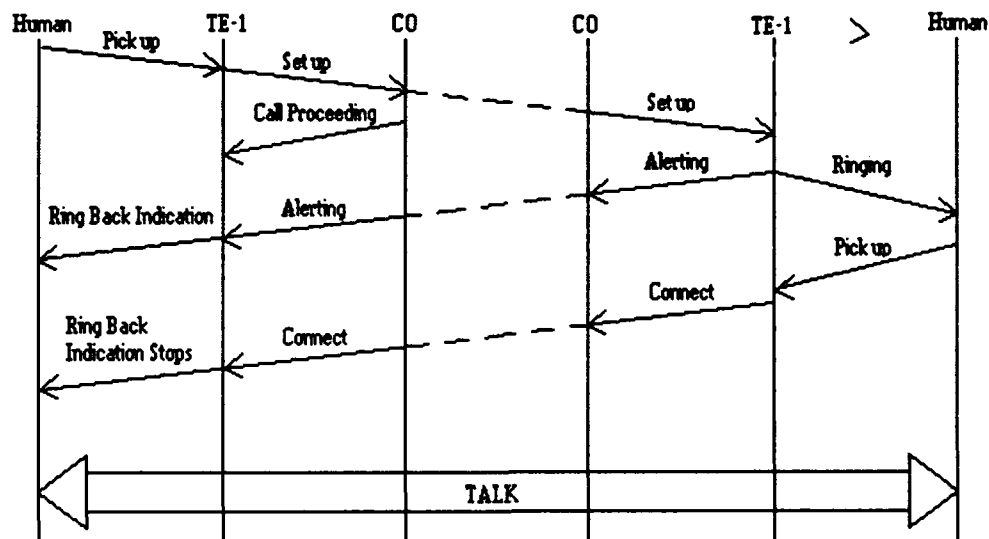 Human TE-1 CO CO TE-1 > Human
Pick up
Set up
Set up
Call Proceeding
Alerting
Ringing
Ring Back Indication
Alerting
Pick up
Connect
Ring Back
Indication Stops
Connect
TALK